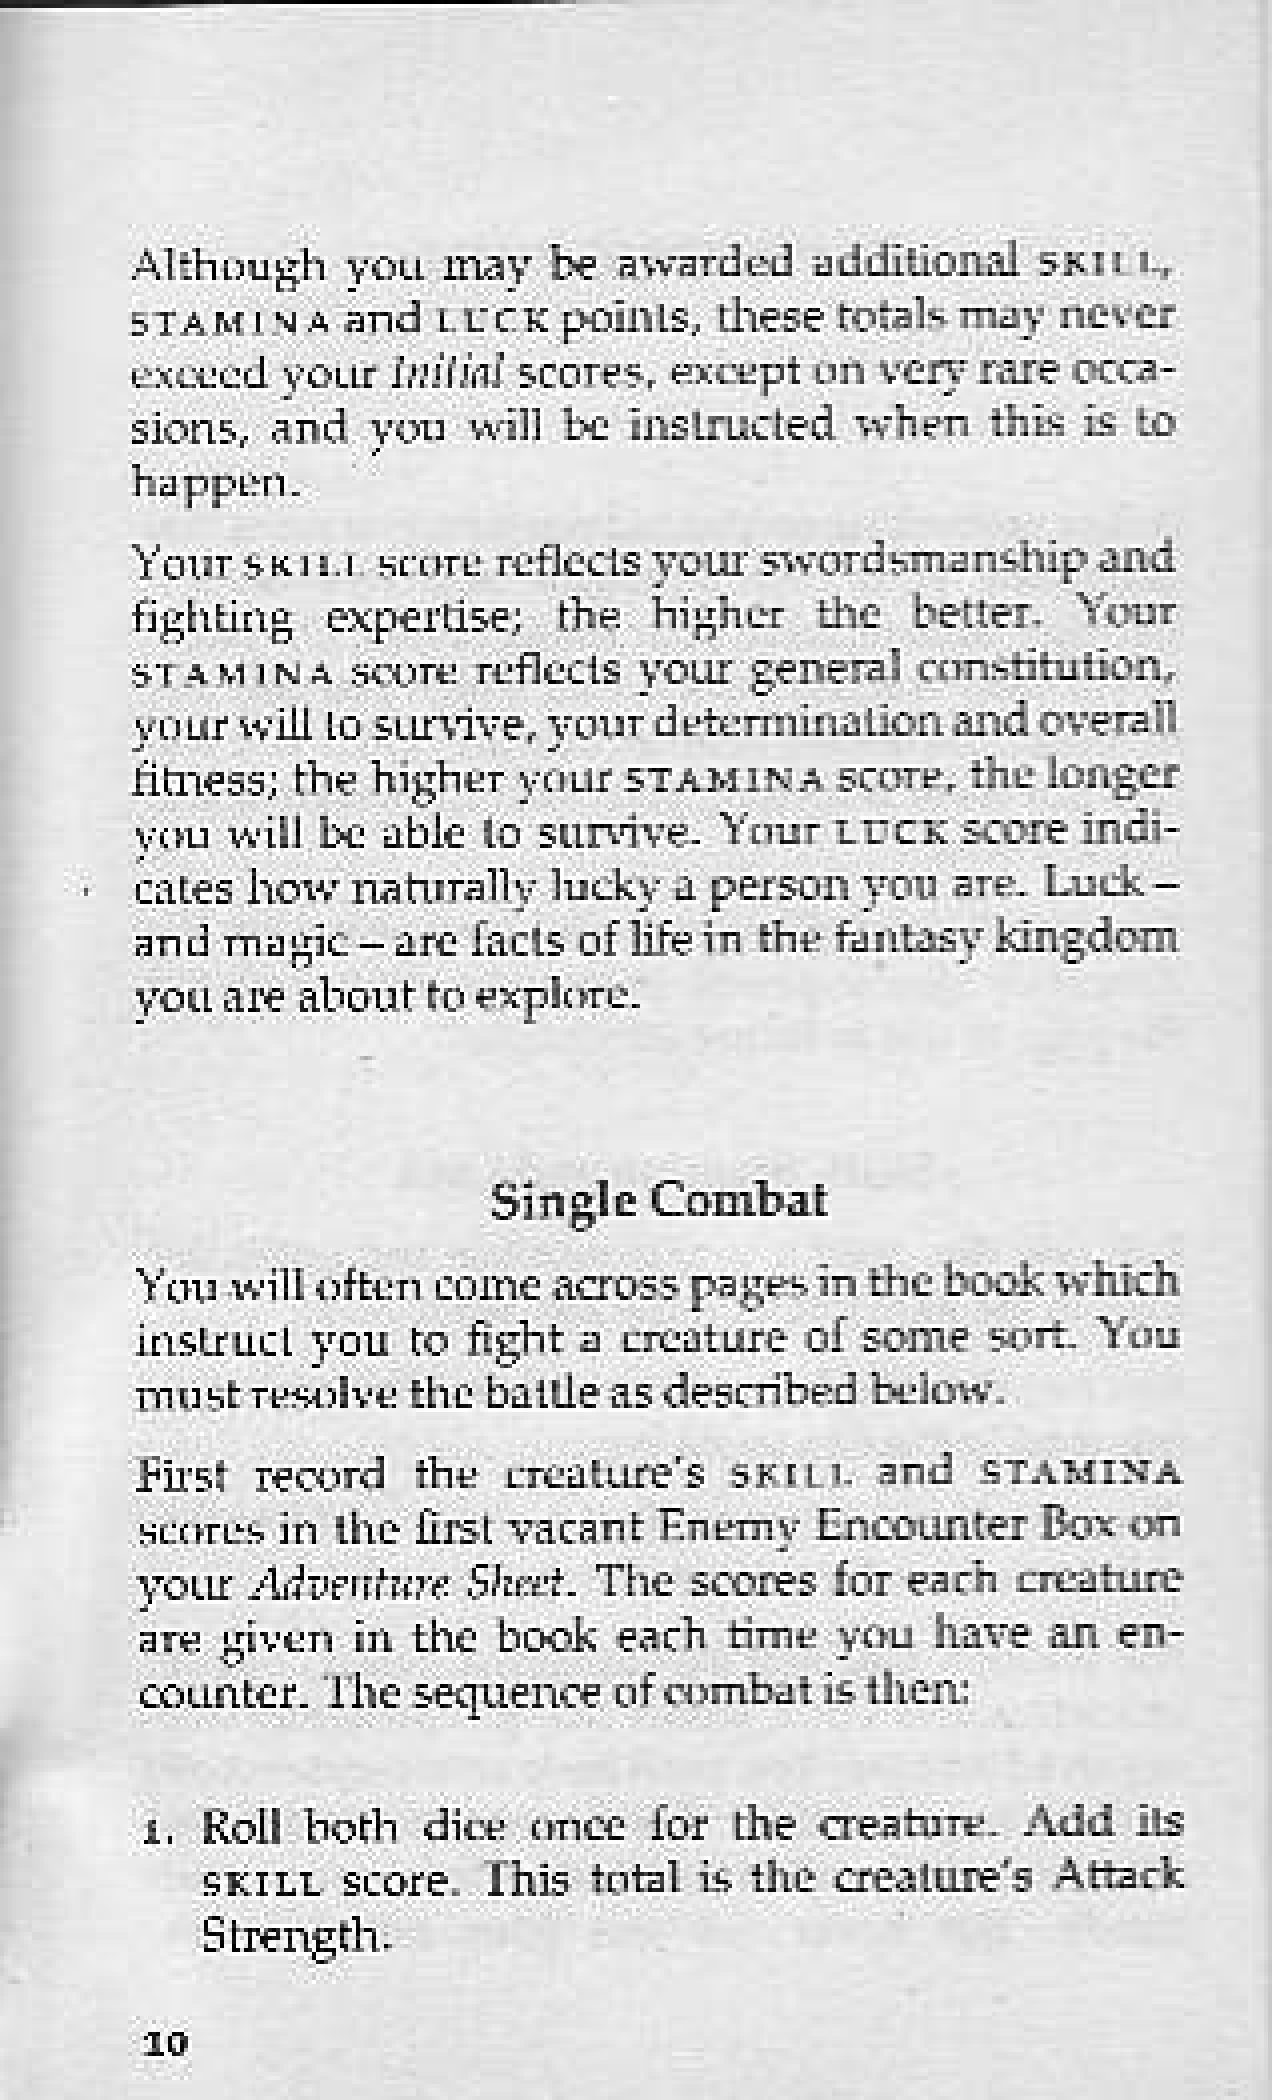 Although you may be awarded additional SKILL,
STAMINA and LUCK points, these totals may never
exceed your Initial scores, except on very rare occa-
sions, and you will be instructed when this is to
happen.
Your SKILL score reflects your swordsmanship and
fighting expertise; the higher the better. Your
STAMINA score reflects your general constitution,
your will to survive, your determination and overall
fitness; the higher your STAMINA score, the longer
you will be able to survive. Your LUCK score indi-
cates how naturally lucky a person you are. Luck –
and magic – are facts of life in the fantasy kingdom
you are about to explore.
Single Combat
You will often come across pages in the book which
instruct you to fight a creature of some sort. You
must resolve the battle as described below.
First record the creature's SKILL and STAMINA
scores in the first vacant Enemy Encounter Box on
your Adventure Sheet. The scores for each creature
are given in the book each time you have an en-
counter. The sequence of combat is then:
1. Roll both dice once for the creature. Add its
SKILL score. This total is the creature's Attack
Strength.
10